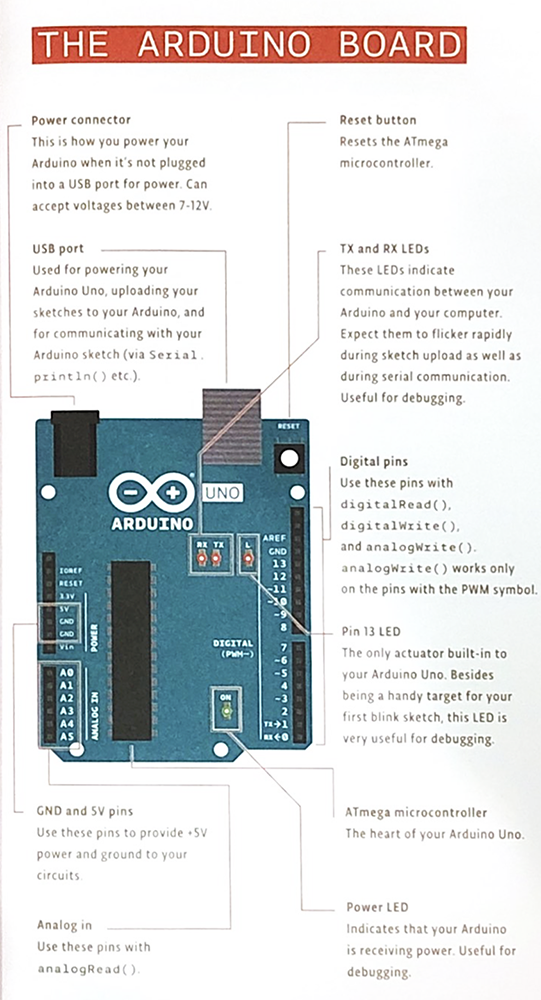 THE ARDUINO BOARD
Power connector
This is how you power your
Arduino when it's not plugged
into a USB port for power. Can
accept voltages between 7-12V.
USB port
Used for powering your
Arduino Uno, uploading your
sketches to your Arduino, and
for communicating with your
Arduino sketch (via Serial.
println() etc.).
Reset button
Resets the ATmega
microcontroller.
TX and RX LEDs
These LEDs indicate
communication between your
Arduino and your computer.
Expect them to flicker rapidly
during sketch upload as well as
during serial communication.
Useful for debugging.
Digital pins
Use these pins with
digitalRead(),
digitalWrite(),
and analogWrite().
analogWrite() works only
on the pins with the PWM symbol.
Pin 13 LED
The only actuator built-in to
your Arduino Uno. Besides
being a handy target for your
first blink sketch, this LED is
very useful for debugging.
ATmega microcontroller
The heart of your Arduino Uno.
Power LED
Indicates that your Arduino
is receiving power. Useful for
debugging.
GND and 5V pins
Use these pins to provide +5V
power and ground to your
circuits.
Analog in
Use these pins with
analogRead().
RESET
UNO
ARDUINO
RX TX
L
AREF
GND
13
12
~11
~10
~9
8
7
~6
~5
4
~3
2
TX→1
RX←0
DIGITAL
(PWM~)
IOREF
RESET
3.3V
5V
GND
GND
Vin
POWER
A0
A1
A2
A3
A4
A5
ANALOG IN
ON